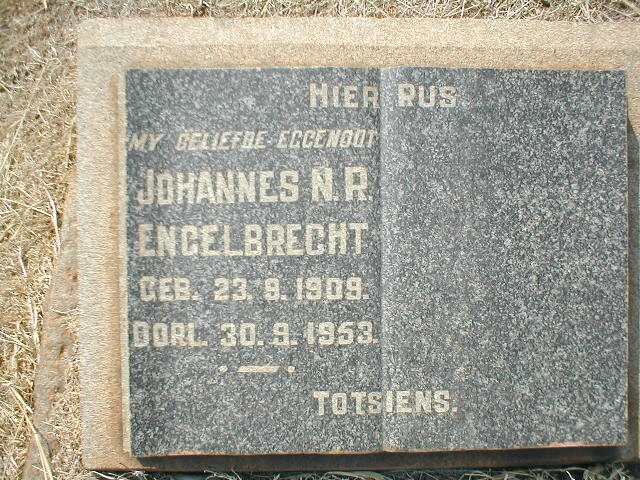 HIER RUS
MY GELIEFDE EGGENOOT
JOHANNES N.R.
ENGELBRECHT
GEB. 23.9.1909.
OORL. 30.9.1953.
TOTSIENS.